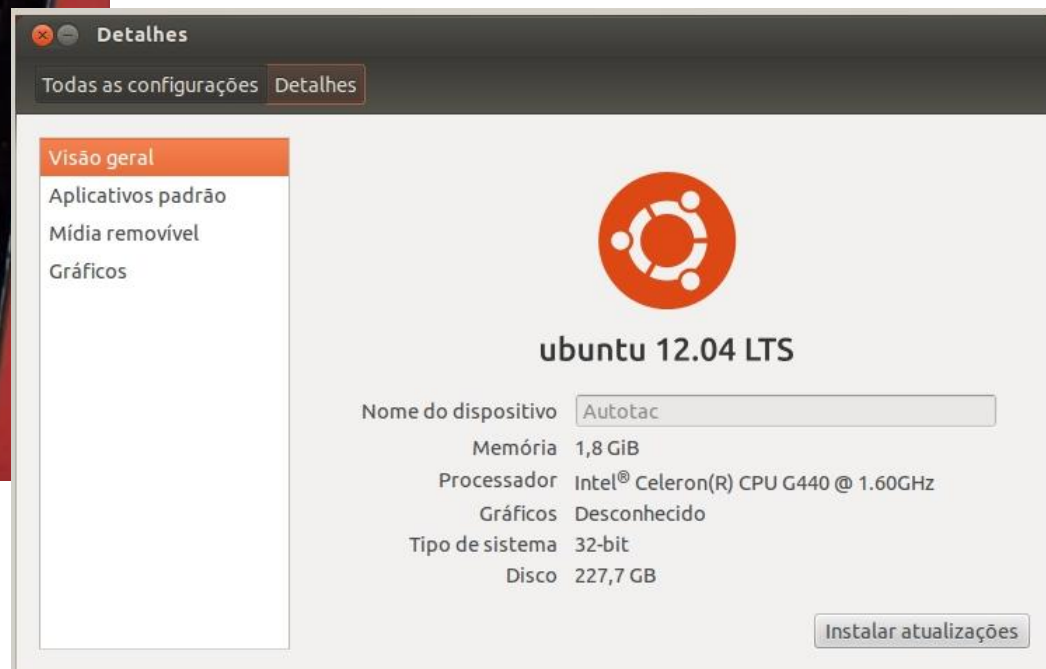 Detalhes
Todas as configurações Detalhes
Visão geral
Aplicativos padrão
Mídia removível
Gráficos
ubuntu 12.04 LTS
Nome do dispositivo Autotac
Memória 1,8 GiB
Processador Intel® Celeron(R) CPU G440 @ 1.60GHz
Gráficos Desconhecido
Tipo de sistema 32-bit
Disco 227,7 GB
Instalar atualizações